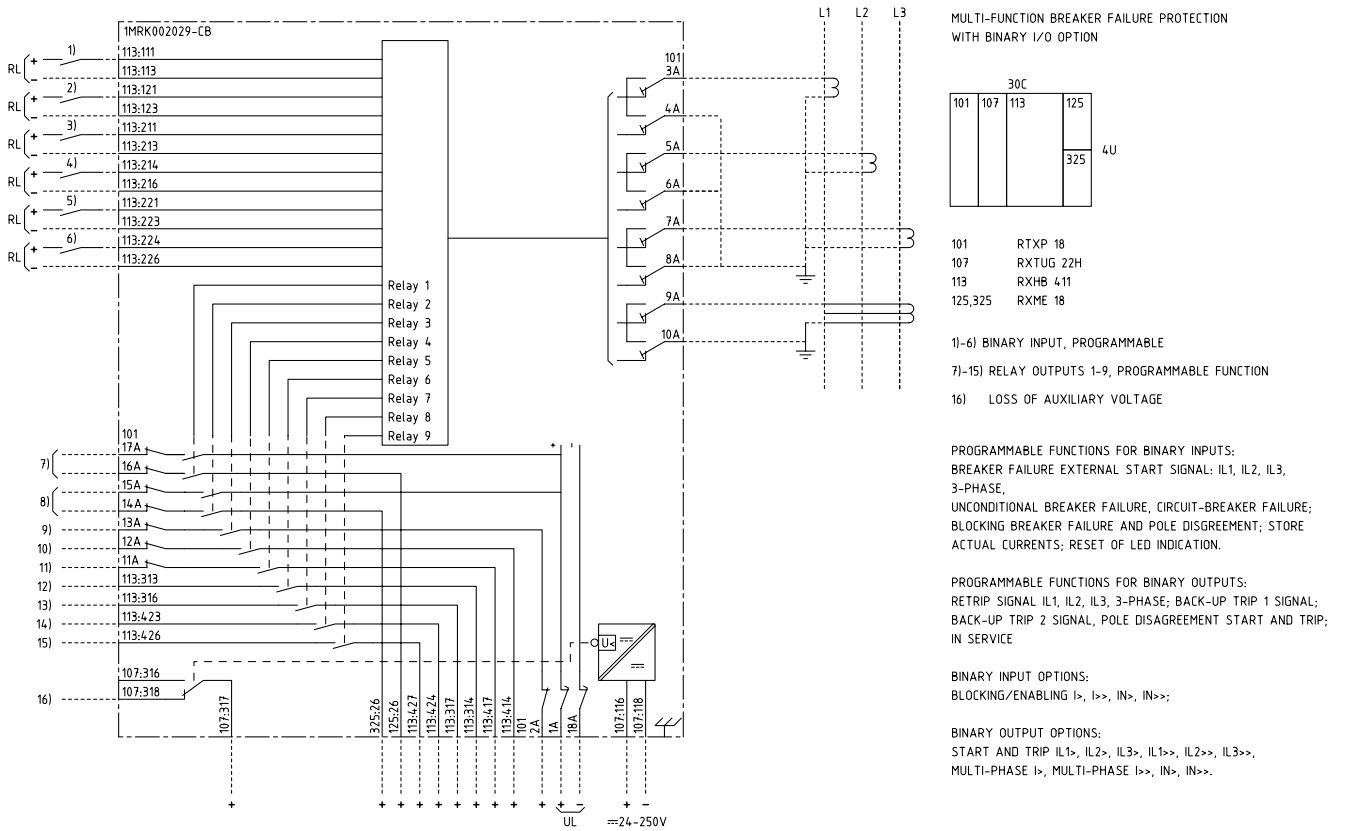 1MRK002029-CB
1)
RL
+
-
113:111
113:113
2)
RL
+
-
113:121
113:123
3)
RL
+
-
113:211
113:213
4)
RL
+
-
113:214
113:216
5)
RL
+
-
113:221
113:223
6)
RL
+
-
113:224
113:226
Relay 1
Relay 2
Relay 3
Relay 4
Relay 5
Relay 6
Relay 7
Relay 8
Relay 9
101
3A
4A
5A
6A
7A
8A
9A
10A
L1 L2 L3
101
17A
7)
16A
15A
8)
14A
9) 13A
10) 12A
11) 11A
12) 113:313
13) 113:316
14) 113:423
15) 113:426
107:316
16) 107:318
107:317
+ -
U<
325:26
125:26
113:427
113:424
113:317
113:314
113:417
113:414
101
2A
1A
18A
107:116
107:118
+
+ + + + + + + + + + - + -
UL
24-250V
MULTI-FUNCTION BREAKER FAILURE PROTECTION
WITH BINARY I/O OPTION
30C
101 107 113 125
325
4U
101 RTXP 18
107 RXTUG 22H
113 RXHB 411
125,325 RXME 18
1)-6) BINARY INPUT, PROGRAMMABLE
7)-15) RELAY OUTPUTS 1-9, PROGRAMMABLE FUNCTION
16) LOSS OF AUXILIARY VOLTAGE
PROGRAMMABLE FUNCTIONS FOR BINARY INPUTS:
BREAKER FAILURE EXTERNAL START SIGNAL: IL1, IL2, IL3,
3-PHASE,
UNCONDITIONAL BREAKER FAILURE, CIRCUIT-BREAKER FAILURE;
BLOCKING BREAKER FAILURE AND POLE DISGREEMENT; STORE
ACTUAL CURRENTS; RESET OF LED INDICATION.
PROGRAMMABLE FUNCTIONS FOR BINARY OUTPUTS:
RETRIP SIGNAL IL1, IL2, IL3, 3-PHASE; BACK-UP TRIP 1 SIGNAL;
BACK-UP TRIP 2 SIGNAL, POLE DISAGREEMENT START AND TRIP;
IN SERVICE
BINARY INPUT OPTIONS:
BLOCKING/ENABLING I>, I>>, IN>, IN>>;
BINARY OUTPUT OPTIONS:
START AND TRIP IL1>, IL2>, IL3>, IL1>>, IL2>>, IL3>>,
MULTI-PHASE I>, MULTI-PHASE I>>, IN>, IN>>.